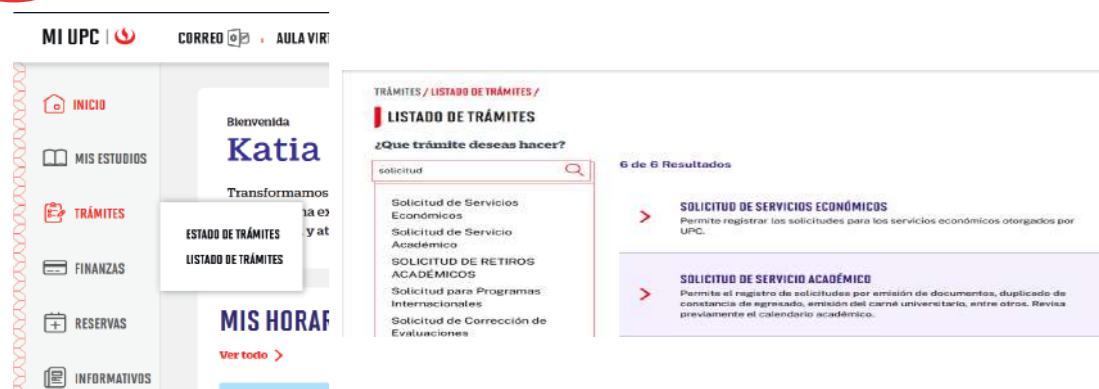 MI UPC
CORREO
AULA VIR
INICIO
MIS ESTUDIOS
TRÁMITES
FINANZAS
RESERVAS
INFORMATIVOS
Bienvenida
Katia
Transformamos
na ex
y at
ESTADO DE TRÁMITES
LISTADO DE TRÁMITES
MIS HORAR
Ver todo
TRÁMITES / LISTADO DE TRÁMITES /
LISTADO DE TRÁMITES
¿Que trámite deseas hacer?
solicitud
Solicitud de Servicios
Económicos
Solicitud de Servicio
Académico
SOLICITUD DE RETIROS
ACADÉMICOS
Solicitud para Programas
Internacionales
Solicitud de Corrección de
Evaluaciones
6 de 6 Resultados
SOLICITUD DE SERVICIOS ECONÓMICOS
Permite registrar las solicitudes para los servicios económicos otorgados por
UPC.
SOLICITUD DE SERVICIO ACADÉMICO
Permite el registro de solicitudes por emisión de documentos, duplicado de
constancia de egresado, emisión del carné universitario, entre otros. Revisa
previamente el calendario académico.